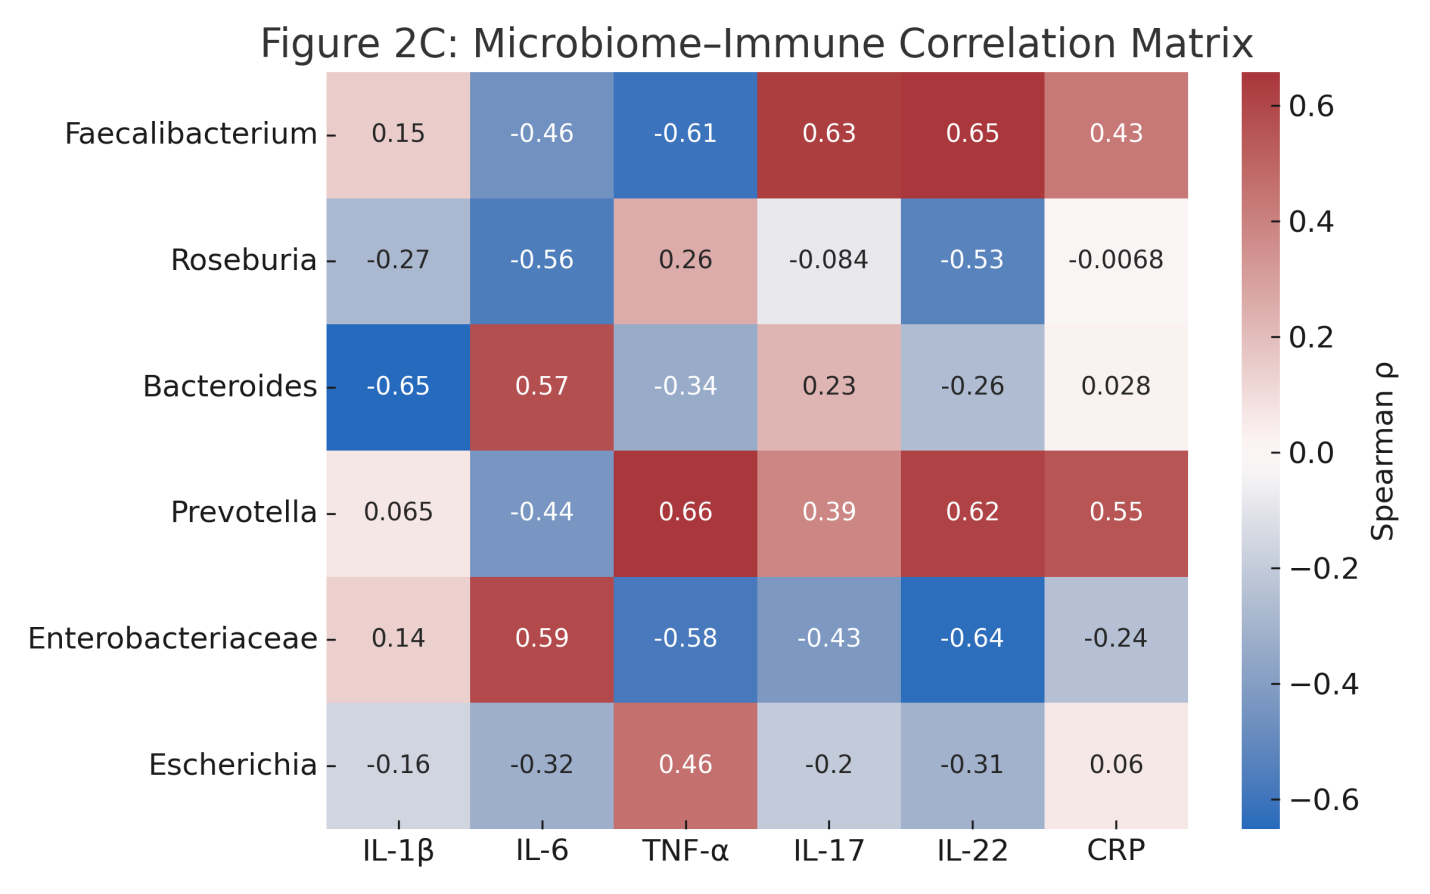 Figure 2C: Microbiome–Immune Correlation Matrix
Faecalibacterium 0.15 -0.46 -0.61 0.63 0.65 0.43
Roseburia -0.27 -0.56 0.26 -0.084 -0.53 -0.0068
Bacteroides -0.65 0.57 -0.34 0.23 -0.26 0.028
Prevotella 0.065 -0.44 0.66 0.39 0.62 0.55
Enterobacteriaceae 0.14 0.59 -0.58 -0.43 -0.64 -0.24
Escherichia -0.16 -0.32 0.46 -0.2 -0.31 0.06
IL-1β IL-6 TNF-α IL-17 IL-22 CRP
0.6
0.4
0.2
0.0
−0.2
−0.4
−0.6
Spearman ρ